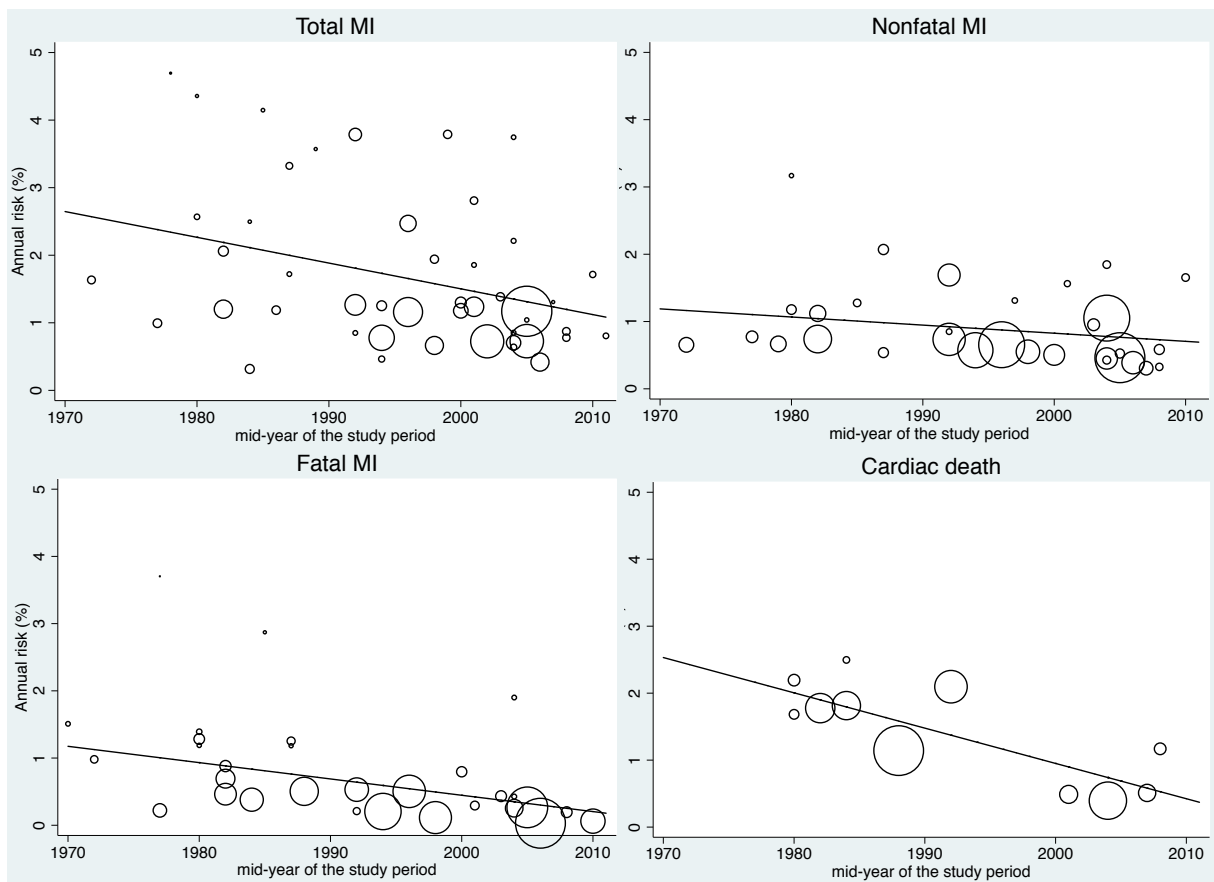 Total MI
Annual risk (%)
5
4
3
2
1
0
1970 1980 1990 2000 2010
mid-year of the study period
Nonfatal MI
5
4
3
2
1
0
1970 1980 1990 2000 2010
mid-year of the study period
Fatal MI
Annual risk (%)
5
4
3
2
1
0
1970 1980 1990 2000 2010
mid-year of the study period
Cardiac death
5
4
3
2
1
0
1970 1980 1990 2000 2010
mid-year of the study period